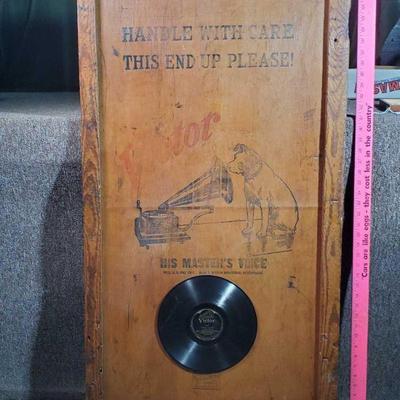 HANDLE WITH CARE
THIS END UP PLEASE!
Victor
HIS MASTER'S VOICE
Victor
Cars are like eggs - they cost less in the country"